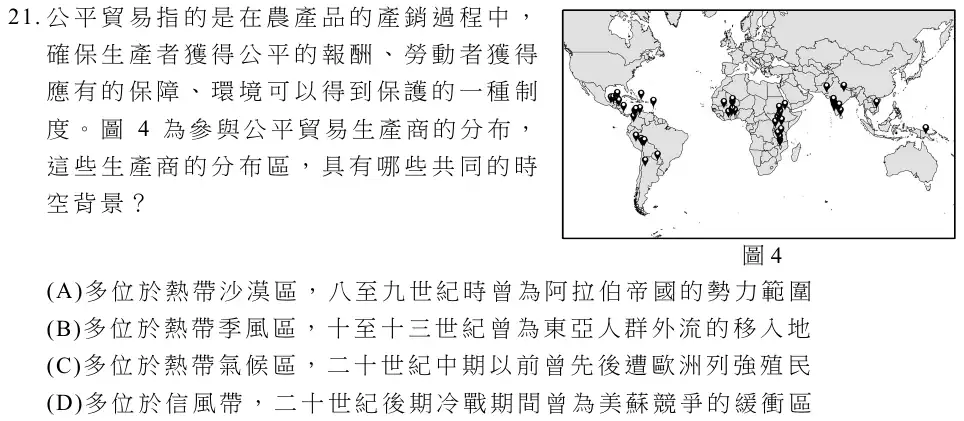 21. 公平貿易指的是在農產品的產銷過程中，
確保生產者獲得公平的報酬、勞動者獲得
應有的保障、環境可以得到保護的一種制
度。圖 4 為參與公平貿易生產商的分布，
這些生產商的分布區，具有哪些共同的時
空背景？
圖 4
(A)多位於熱帶沙漠區，八至九世紀時曾為阿拉伯帝國的勢力範圍
(B)多位於熱帶季風區，十至十三世紀曾為東亞人群外流的移入地
(C)多位於熱帶氣候區，二十世紀中期以前曾先後遭歐洲列強殖民
(D)多位於信風帶，二十世紀後期冷戰期間曾為美蘇競爭的緩衝區